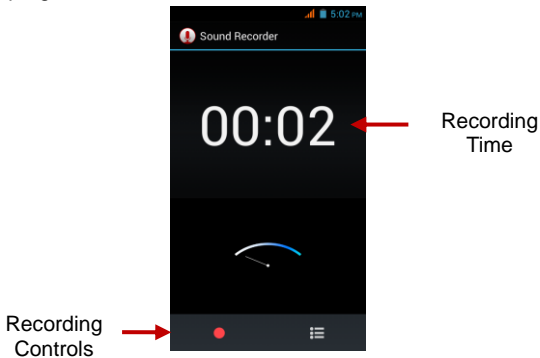 5:02 PM
Sound Recorder
00:02
Recording
Time
Recording
Controls